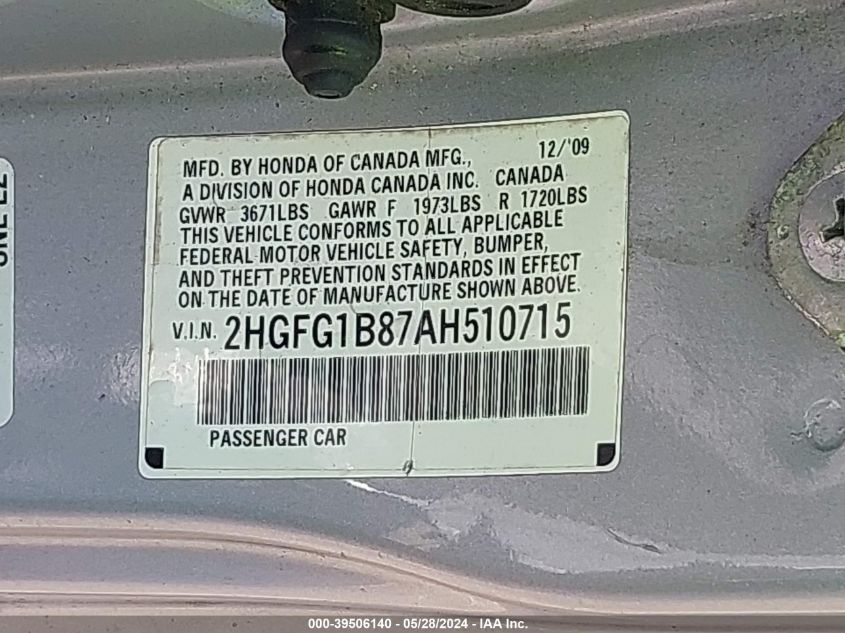 MFD. BY HONDA OF CANADA MFG., 12/'09
A DIVISION OF HONDA CANADA INC. CANADA
GVWR 3671LBS GAWR F 1973LBS R 1720LBS
THIS VEHICLE CONFORMS TO ALL APPLICABLE
FEDERAL MOTOR VEHICLE SAFETY, BUMPER,
AND THEFT PREVENTION STANDARDS IN EFFECT
ON THE DATE OF MANUFACTURE SHOWN ABOVE.
V.I.N. 2HGFG1B87AH510715
PASSENGER CAR
000-39506140 - 05/28/2024 - IAA Inc.